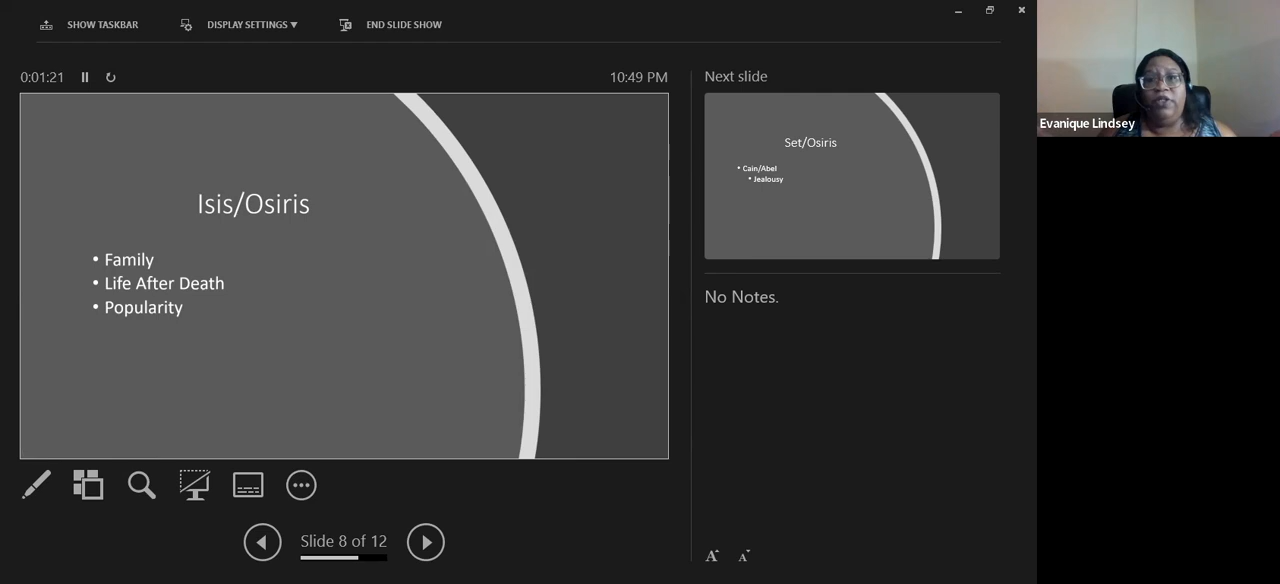 SHOW TASKBAR
DISPLAY SETTINGS ▼
END SLIDE SHOW
0:01:21
10:49 PM
Isis/Osiris
• Family
• Life After Death
• Popularity
Slide 8 of 12
Next slide
Set/Osiris
• Cain/Abel
• Jealousy
No Notes.
A
A
Evanique Lindsey